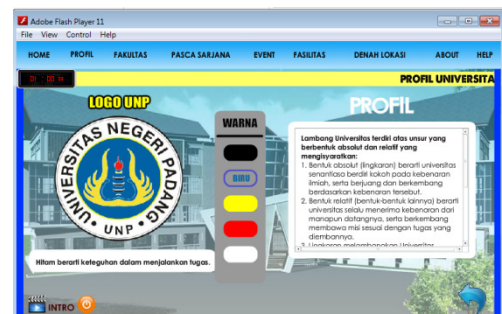 Adobe Flash Player 11
File View Control Help
HOME PROFIL FAKULTAS PASCA SARJANA EVENT FASILITAS DENAH LOKASI ABOUT HELP
PROFIL UNIVERSITA
LOGO UNP
UNIVERSITAS NEGERI PADANG
UNP
Hitam berarti keteguhan dalam menjalankan tugas.
WARNA
BIRU
PROFIL
Lambang Universitas terdiri atas unsur yang
berbentuk absolut dan relatif yang
mengisyaratkan:
1. Bentuk absolut (lingkaran) berarti universitas
senantiasa berdiri kokoh pada kebenaran
ilmiah, serta berjuang dan berkembang
berdasarkan kebenaran tersebut.
2. Bentuk relatif (bentuk-bentuk lainnya) berarti
universitas selalu menerima kebenaran dari
manapun datangnya, serta berkembang
membawa misi sesuai dengan tugas yang
diembannya.
3. Lingkaran melambangkan Universitas
INTRO